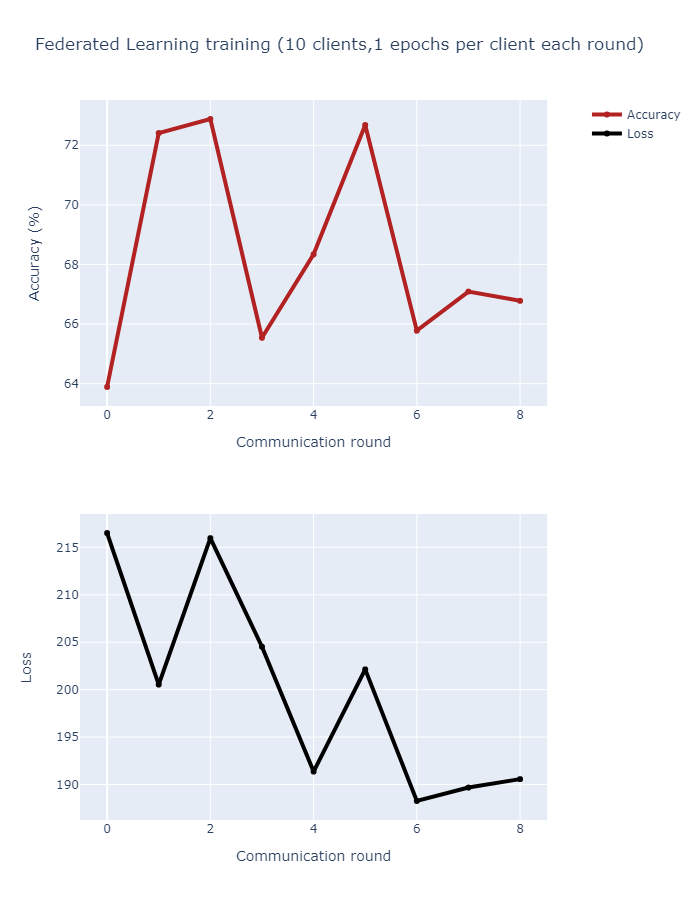 Federated Learning training (10 clients,1 epochs per client each round)
Accuracy
Loss
72
70
68
66
64
Accuracy (%)
0 2 4 6 8
Communication round
215
210
205
200
195
190
Loss
0 2 4 6 8
Communication round